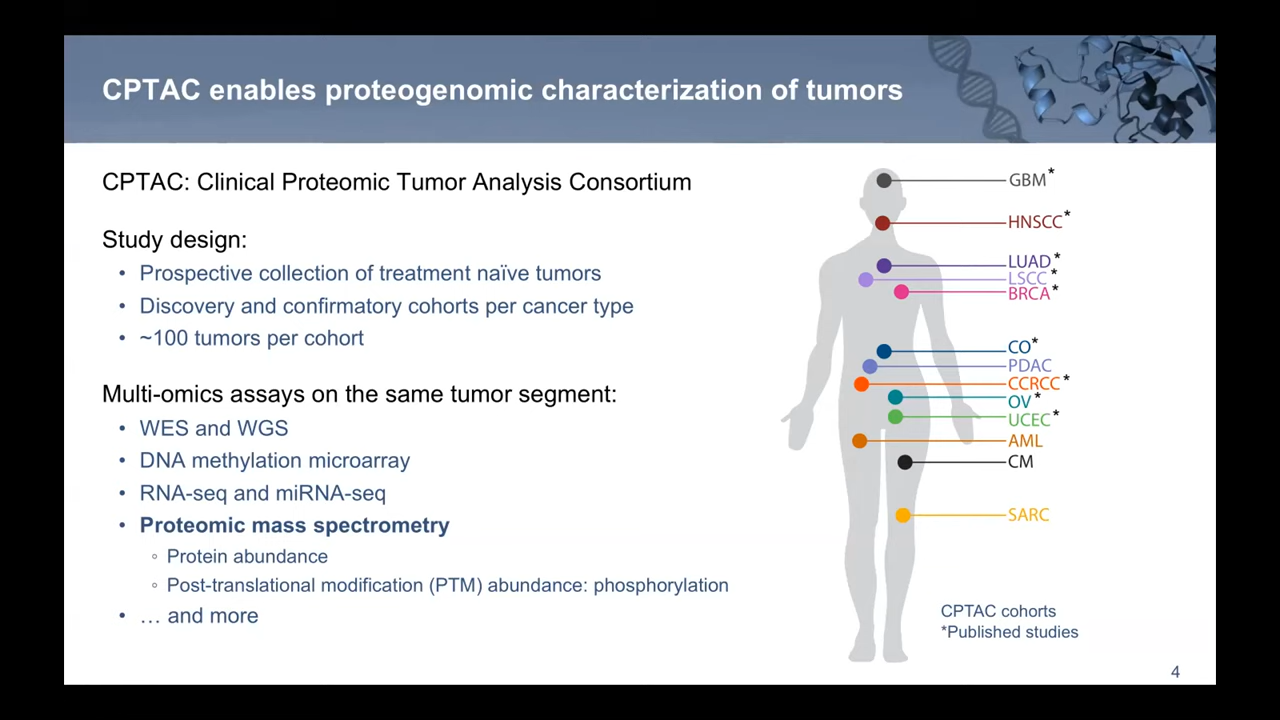 CPTAC enables proteogenomic characterization of tumors
CPTAC: Clinical Proteomic Tumor Analysis Consortium
Study design:
• Prospective collection of treatment naïve tumors
• Discovery and confirmatory cohorts per cancer type
• ~100 tumors per cohort
Multi-omics assays on the same tumor segment:
• WES and WGS
• DNA methylation microarray
• RNA-seq and miRNA-seq
• Proteomic mass spectrometry
◦ Protein abundance
◦ Post-translational modification (PTM) abundance: phosphorylation
• … and more
GBM*
HNSCC*
LUAD*
LSCC*
BRCA*
CO*
PDAC
CCRCC*
OV*
UCEC*
AML
CM
SARC
CPTAC cohorts
*Published studies
4